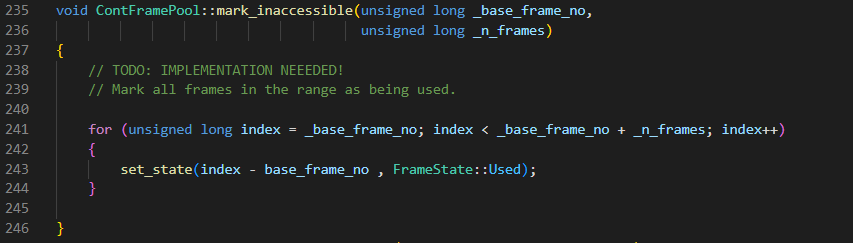 235 void ContFramePool::mark_inaccessible(unsigned long _base_frame_no,
236 unsigned long _n_frames)
237 {
238 // TODO: IMPLEMENTATION NEEEDED!
239 // Mark all frames in the range as being used.
240
241 for (unsigned long index = _base_frame_no; index < _base_frame_no + _n_frames; index++)
242 {
243 set_state(index - base_frame_no , FrameState::Used);
244 }
245
246 }